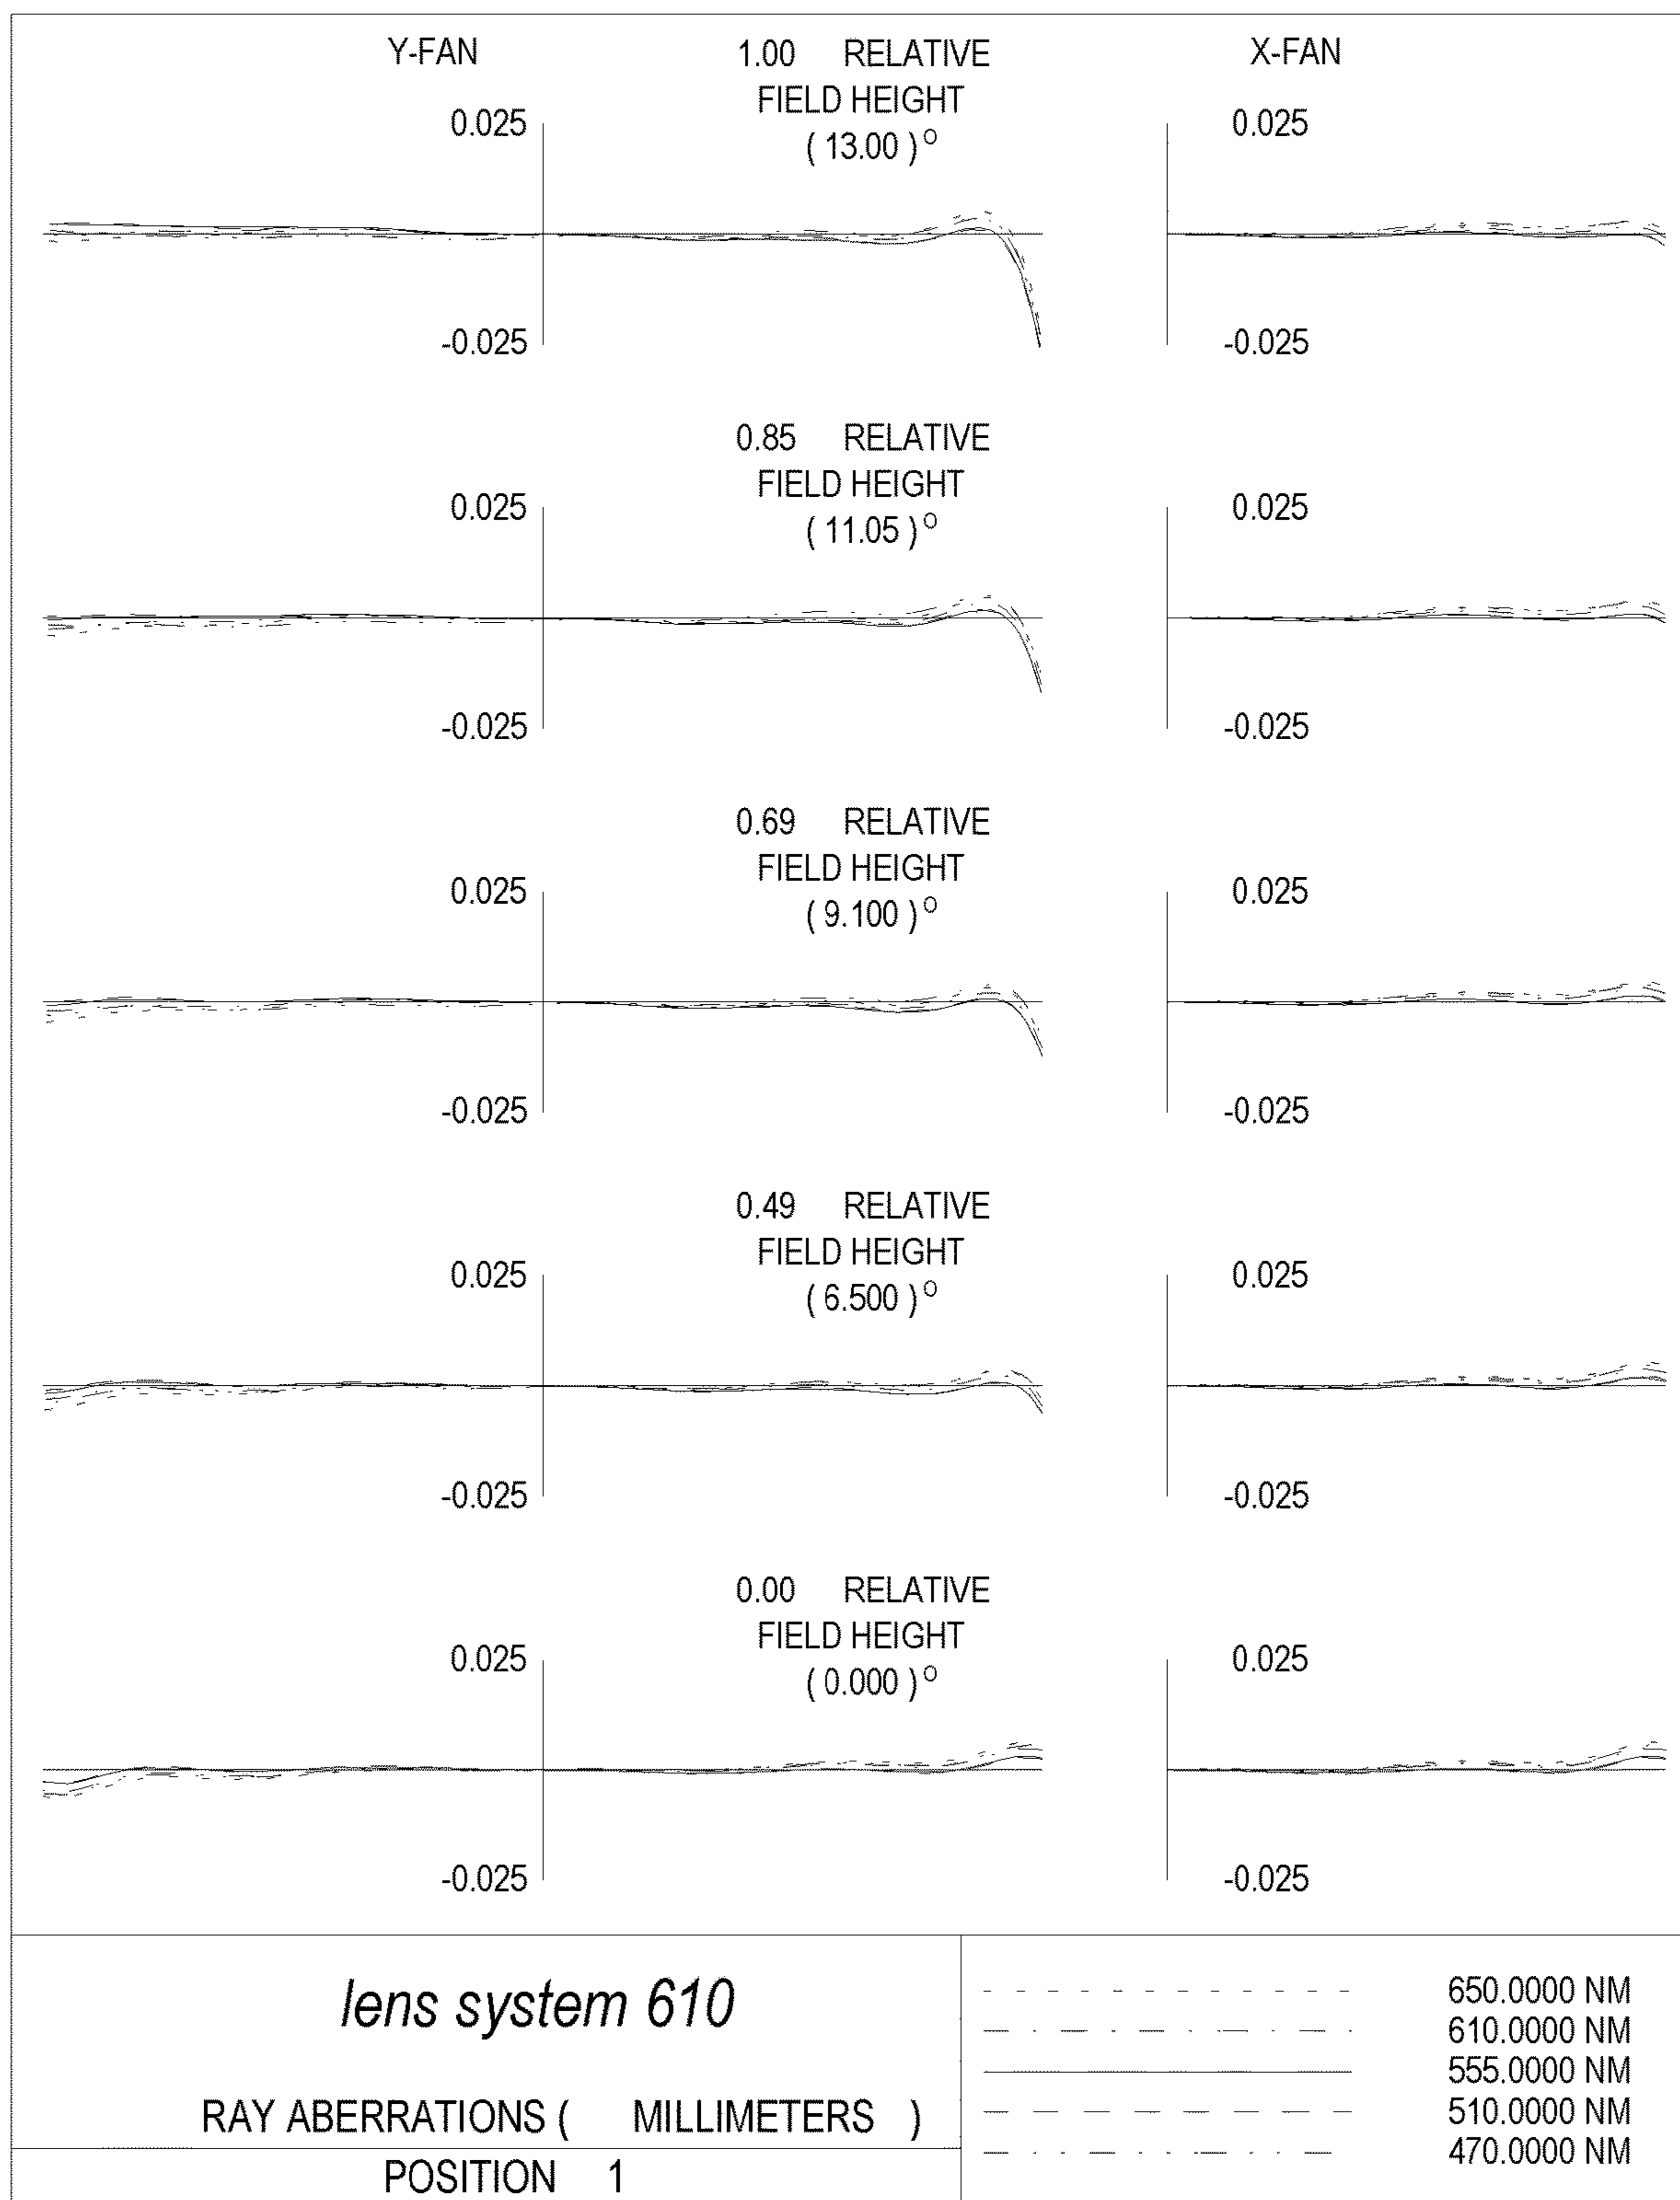 Y-FAN 1.00 RELATIVE X-FAN
FIELD HEIGHT
0.025 ( 13.00 )° 0.025
-0.025 -0.025
0.85 RELATIVE
FIELD HEIGHT
0.025 ( 11.05 )° 0.025
-0.025 -0.025
0.69 RELATIVE
FIELD HEIGHT
0.025 ( 9.100 )° 0.025
-0.025 -0.025
0.49 RELATIVE
FIELD HEIGHT
0.025 ( 6.500 )° 0.025
-0.025 -0.025
0.00 RELATIVE
FIELD HEIGHT
0.025 ( 0.000 )° 0.025
-0.025 -0.025
lens system 610
RAY ABERRATIONS ( MILLIMETERS )
POSITION 1
650.0000 NM
610.0000 NM
555.0000 NM
510.0000 NM
470.0000 NM